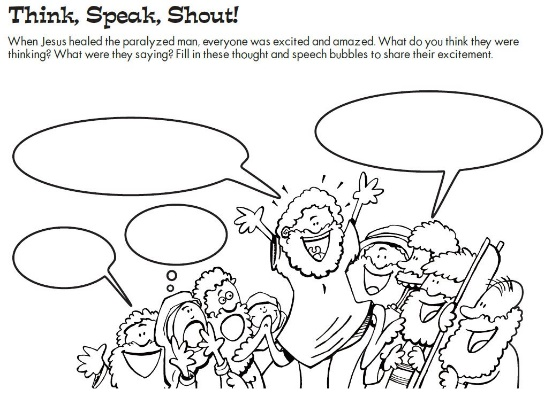 Think, Speak, Shout!
When Jesus healed the paralyzed man, everyone was excited and amazed. What do you think they were
thinking? What were they saying? Fill in these thought and speech bubbles to share their excitement.